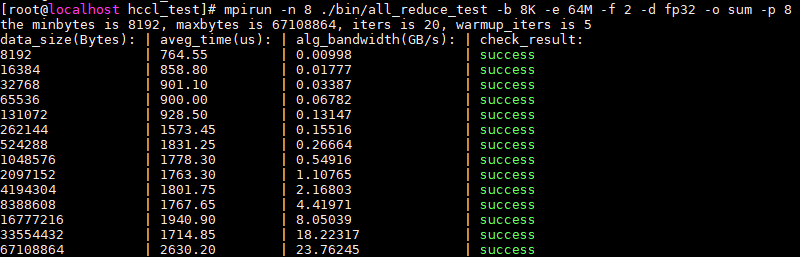 [root@localhost hccl_test]# mpirun -n 8 ./bin/all_reduce_test -b 8K -e 64M -f 2 -d fp32 -o sum -p 8
the minbytes is 8192, maxbytes is 67108864, iters is 20, warmup_iters is 5
data_size(Bytes): | aveg_time(us): | alg_bandwidth(GB/s): | check_result:
8192 | 764.55 | 0.00998 | success
16384 | 858.80 | 0.01777 | success
32768 | 901.10 | 0.03387 | success
65536 | 900.00 | 0.06782 | success
131072 | 928.50 | 0.13147 | success
262144 | 1573.45 | 0.15516 | success
524288 | 1831.25 | 0.26664 | success
1048576 | 1778.30 | 0.54916 | success
2097152 | 1763.30 | 1.10765 | success
4194304 | 1801.75 | 2.16803 | success
8388608 | 1767.65 | 4.41971 | success
16777216 | 1940.90 | 8.05039 | success
33554432 | 1714.85 | 18.22317 | success
67108864 | 2630.20 | 23.76245 | success